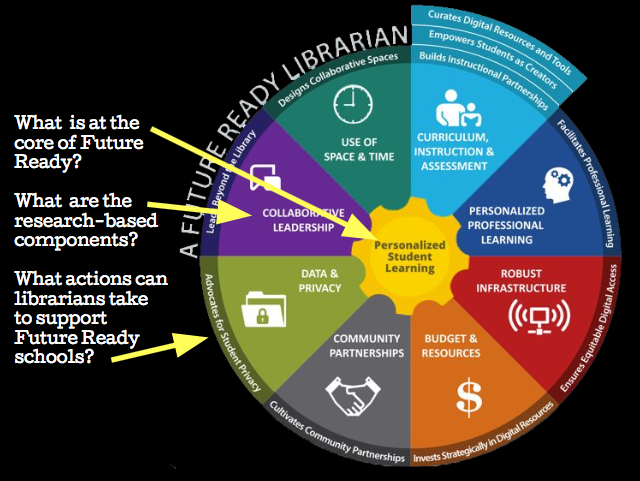 What is at the
core of Future
Ready?
What are the
research-based
components?
What actions can
librarians take
to support
Future Ready
schools?
A FUTURE READY LIBRARIAN
Curates Digital Resources and Tools
Empowers Students as Creators
Builds Instructional Partnerships
CURRICULUM,
INSTRUCTION &
ASSESSMENT
Facilitates Professional Learning
PERSONALIZED
PROFESSIONAL
LEARNING
Ensures Equitable Digital Access
ROBUST
INFRASTRUCTURE
Invests Strategically in Digital Resources
BUDGET &
RESOURCES
$
Cultivates Community Partnerships
COMMUNITY
PARTNERSHIPS
Advocates for Student Privacy
DATA &
PRIVACY
Leads Beyond the Library
COLLABORATIVE
LEADERSHIP
Designs Collaborative Spaces
USE OF
SPACE & TIME
Personalized
Student
Learning